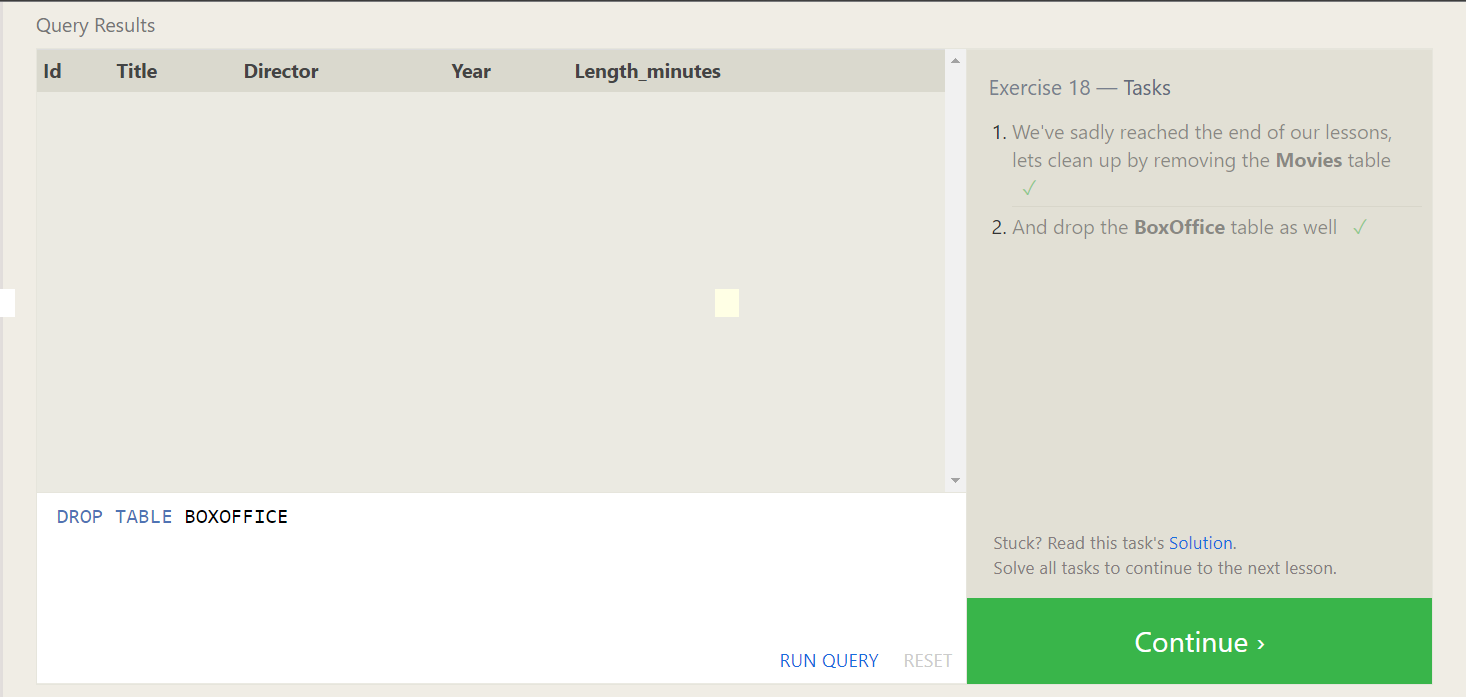 Query Results
Id Title Director Year Length_minutes
Exercise 18 — Tasks
1. We've sadly reached the end of our lessons,
lets clean up by removing the Movies table
✓
2. And drop the BoxOffice table as well ✓
DROP TABLE BOXOFFICE
RUN QUERY RESET
Stuck? Read this task's Solution.
Solve all tasks to continue to the next lesson.
Continue ›